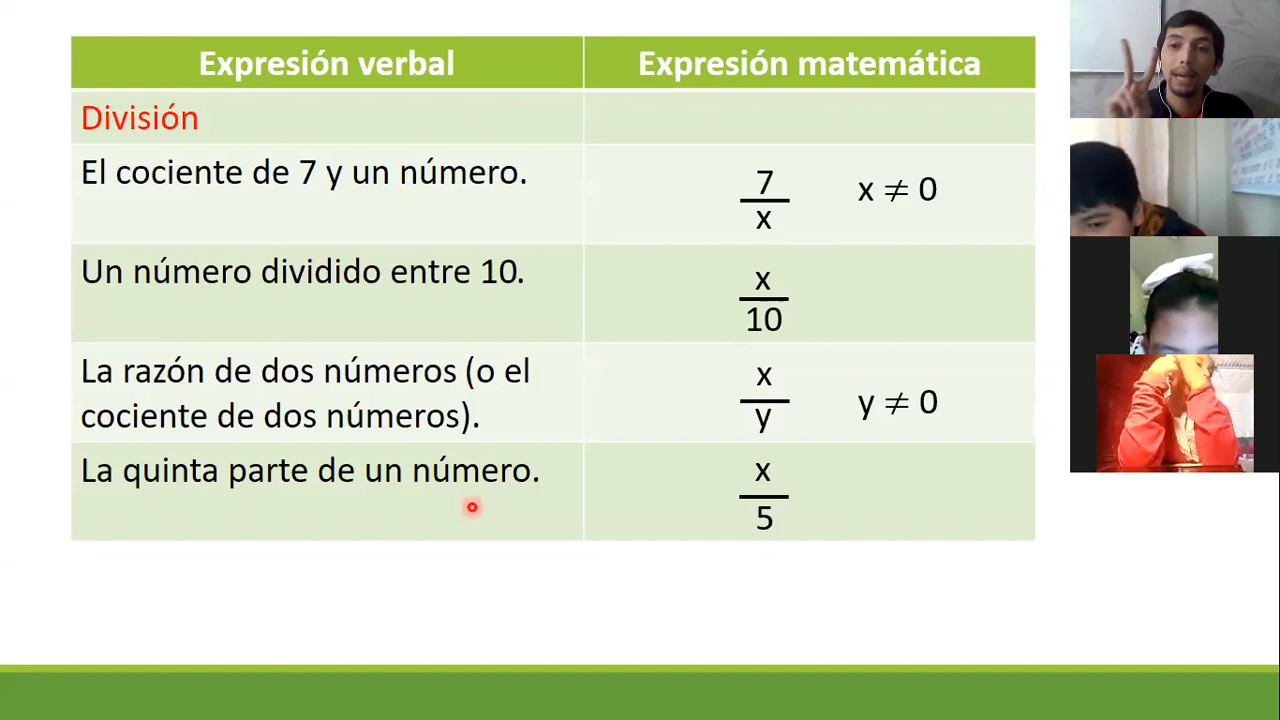 Expresión verbal
Expresión matemática
División
El cociente de 7 y un número.
7
x
x ≠ 0
Un número dividido entre 10.
x
10
La razón de dos números (o el
cociente de dos números).
x
y
y ≠ 0
La quinta parte de un número.
x
5